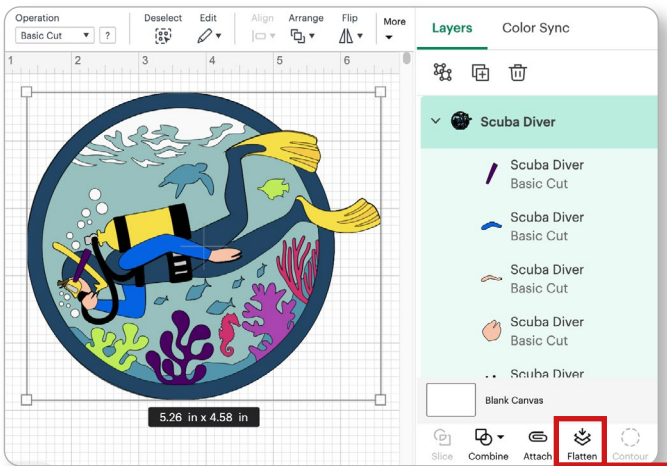 Operation
Deselect
Edit
Align
Arrange
Flip
More
Basic Cut
?
Layers
Color Sync
1 2 3 4 5 6
Scuba Diver
Scuba Diver
Basic Cut
Scuba Diver
Basic Cut
Scuba Diver
Basic Cut
Scuba Diver
Basic Cut
Scuba Diver
Blank Canvas
5.26 in x 4.58 in
Slice
Combine
Attach
Flatten
Contour